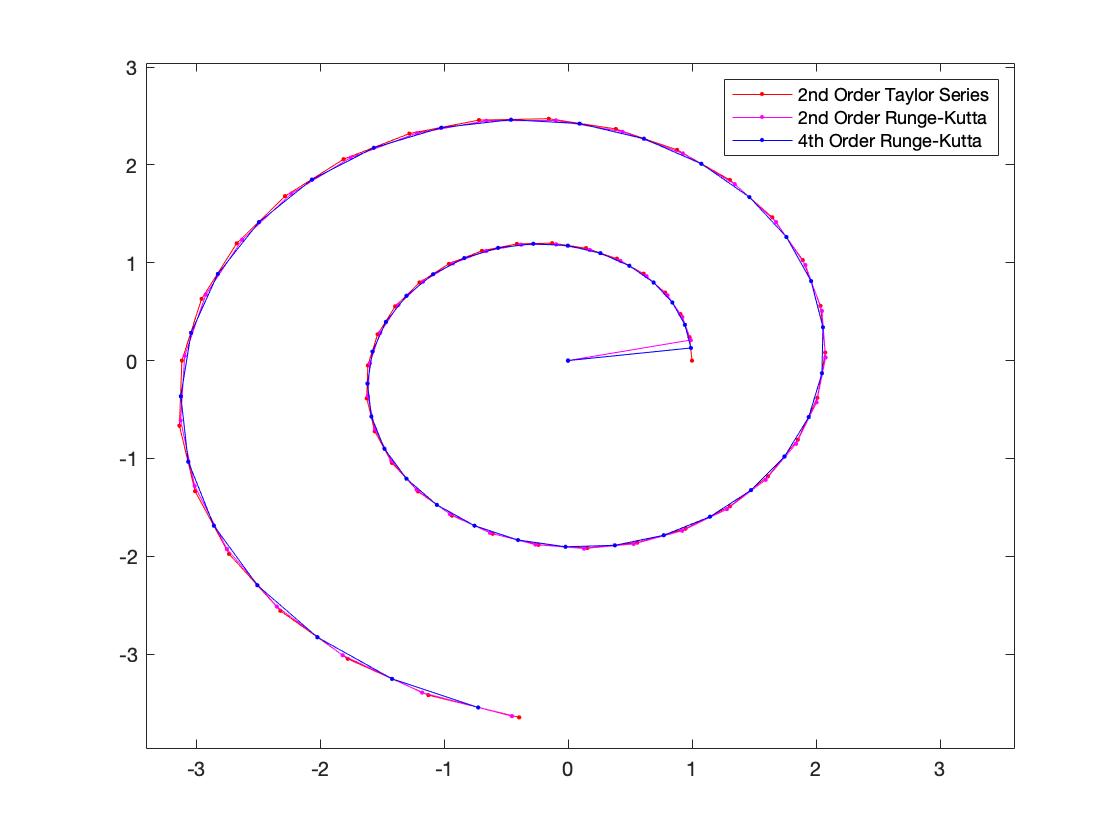 2nd Order Taylor Series
2nd Order Runge-Kutta
4th Order Runge-Kutta
3
2
1
0
-1
-2
-3
-3 -2 -1 0 1 2 3